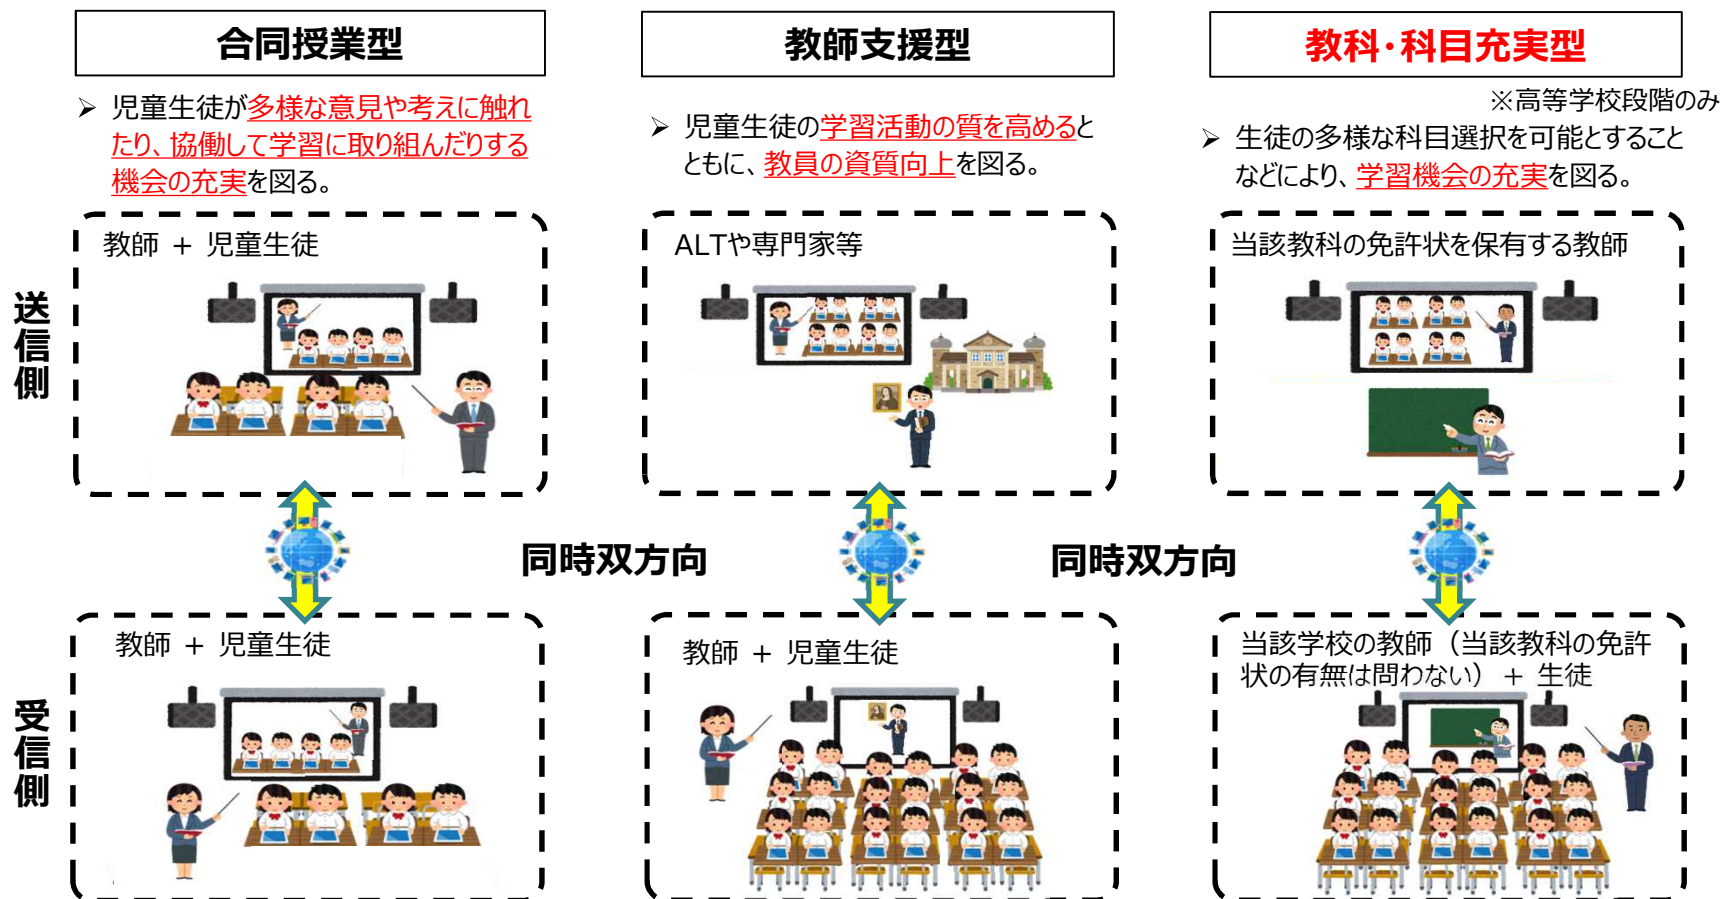 合同授業型
➢ 児童生徒が多様な意見や考えに触れ
たり、協働して学習に取り組んだりする
機会の充実を図る。
教師支援型
➢ 児童生徒の学習活動の質を高めると
ともに、教員の資質向上を図る。
教科・科目充実型
※高等学校段階のみ
➢ 生徒の多様な科目選択を可能とすること
などにより、学習機会の充実を図る。
送信側
教師 + 児童生徒
ALTや専門家等
当該教科の免許状を保有する教師
同時双方向
同時双方向
受信側
教師 + 児童生徒
教師 + 児童生徒
当該学校の教師（当該教科の免許
状の有無は問わない）+ 生徒